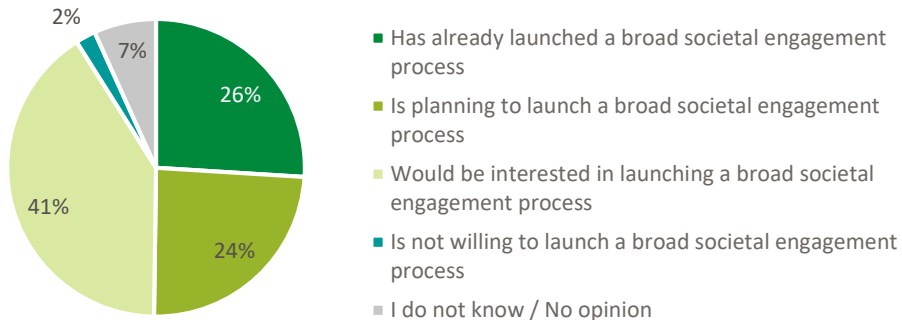 2%
7%
26%
41%
24%
Has already launched a broad societal engagement
process
Is planning to launch a broad societal engagement
process
Would be interested in launching a broad societal
engagement process
Is not willing to launch a broad societal engagement
process
I do not know / No opinion